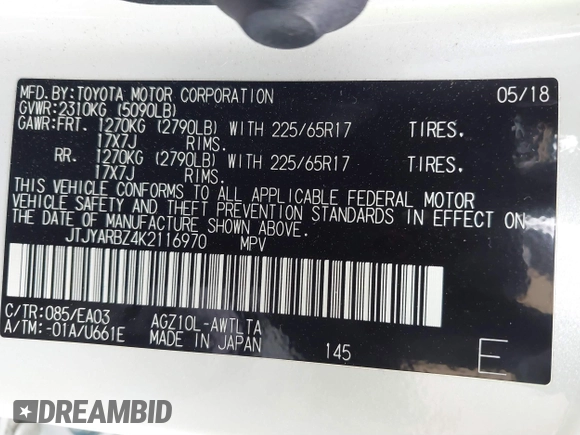 MFD.BY:TOYOTA MOTOR CORPORATION 05/18
GVWR:2310KG (5090LB)
GAWR:FRT. 1270KG (2790LB) WITH 225/65R17 TIRES.
17X7J RIMS.
RR. 1270KG (2790LB) WITH 225/65R17 TIRES.
17X7J RIMS.
THIS VEHICLE CONFORMS TO ALL APPLICABLE FEDERAL MOTOR
VEHICLE SAFETY AND THEFT PREVENTION STANDARDS IN EFFECT ON
THE DATE OF MANUFACTURE SHOWN ABOVE.
JTJYARBZ4K2116970 MPV
C/TR:085/EA03 AGZ10L-AWTLTA
A/TM:-01A/U661E MADE IN JAPAN 145 E
DREAMBID